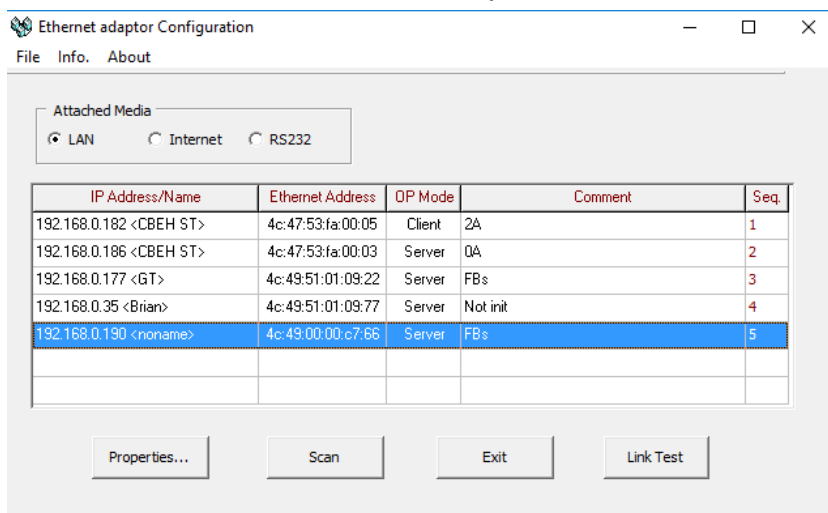 Ethernet adaptor Configuration
File Info. About
Attached Media
LAN Internet RS232
IP Address/Name Ethernet Address OP Mode Comment Seq.
192.168.0.182 <CBEH ST> 4c:47:53:fa:00:05 Client 2A 1
192.168.0.186 <CBEH ST> 4c:47:53:fa:00:03 Server 0A 2
192.168.0.177 <GT> 4c:49:51:01:09:22 Server FBs 3
192.168.0.35 <Brian> 4c:49:51:01:09:77 Server Not init 4
192.168.0.190 <noname> 4c:49:00:00:c7:66 Server FBs 5
Properties... Scan Exit Link Test